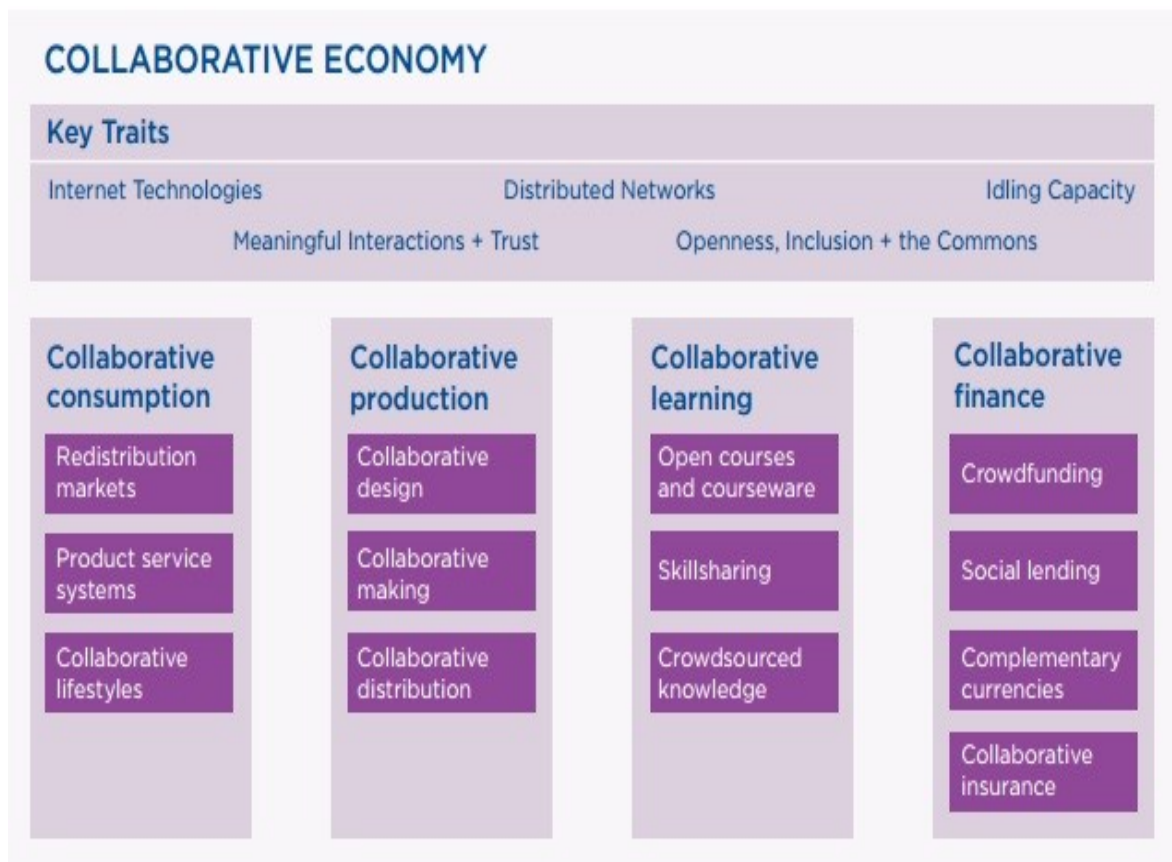 COLLABORATIVE ECONOMY
Key Traits
Internet Technologies
Distributed Networks
Idling Capacity
Meaningful Interactions + Trust
Openness, Inclusion + the Commons
Collaborative
consumption
Redistribution
markets
Product service
systems
Collaborative
lifestyles
Collaborative
production
Collaborative
design
Collaborative
making
Collaborative
distribution
Collaborative
learning
Open courses
and courseware
Skillsharing
Crowdsourced
knowledge
Collaborative
finance
Crowdfunding
Social lending
Complementary
currencies
Collaborative
insurance